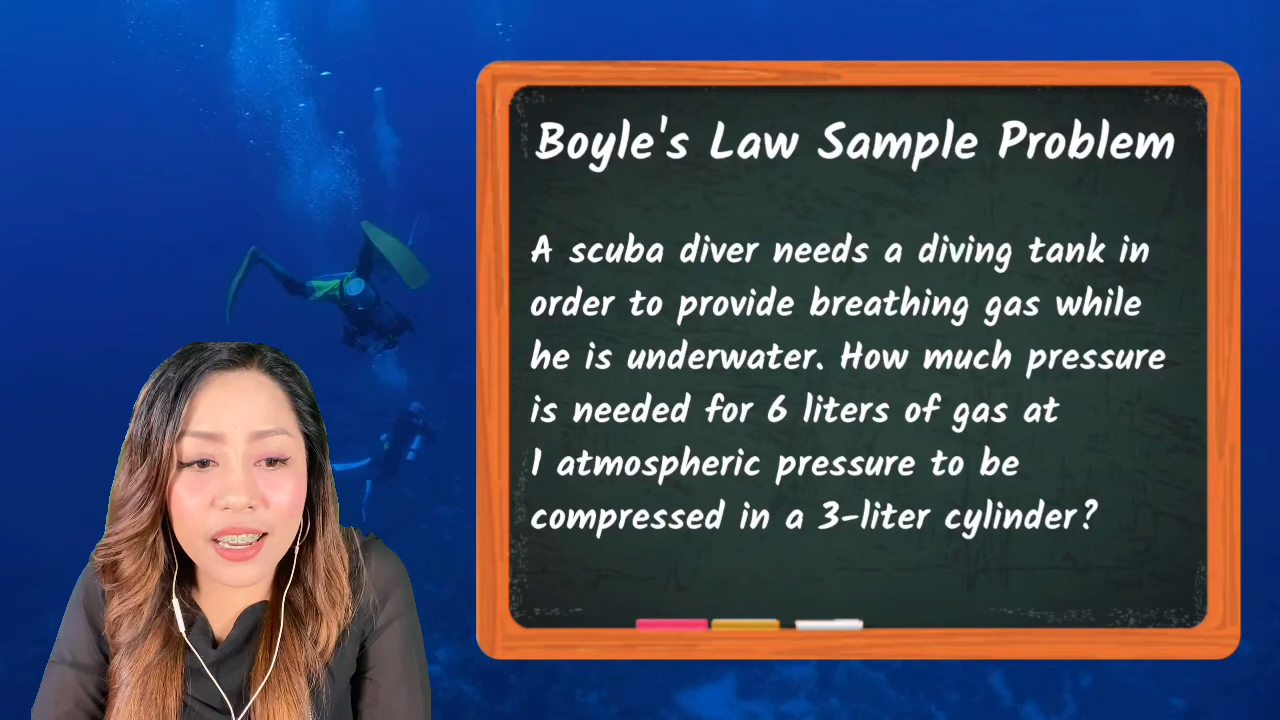 Boyle's Law Sample Problem
A scuba diver needs a diving tank in
order to provide breathing gas while
he is underwater. How much pressure
is needed for 6 liters of gas at
1 atmospheric pressure to be
compressed in a 3-liter cylinder?